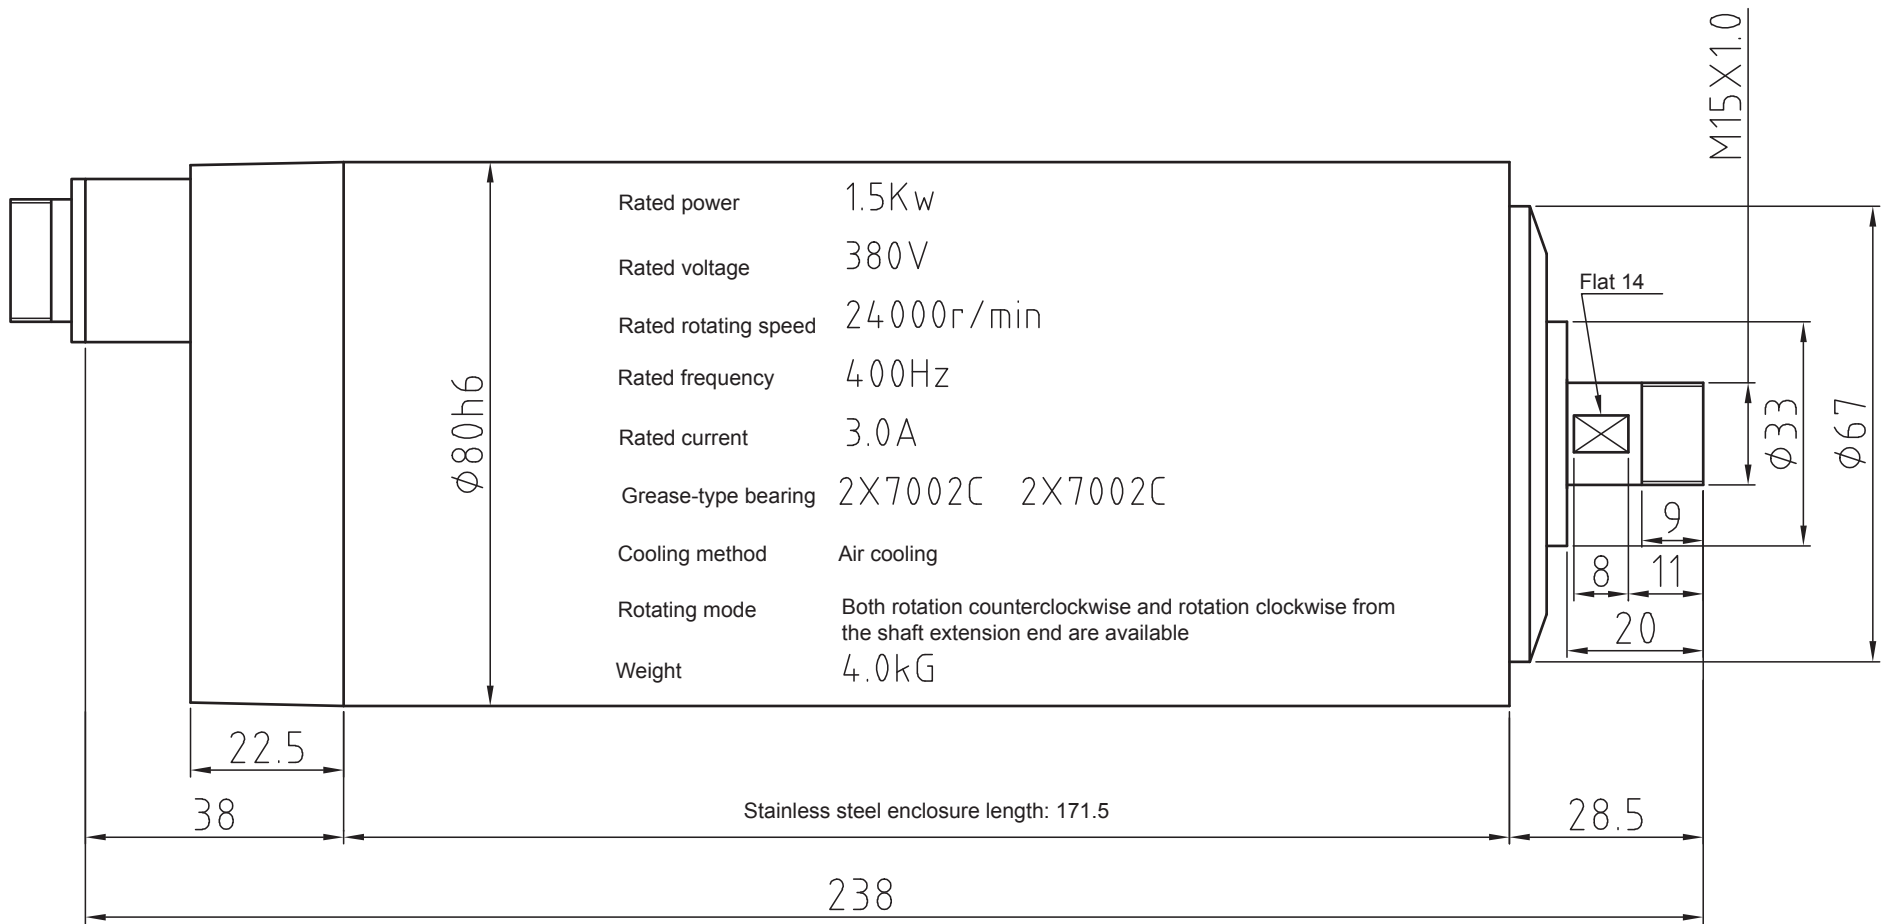 M15X1.0
Rated power 1.5Kw
Rated voltage 380V
Flat 14
Rated rotating speed 24000r/min
Rated frequency 400Hz
Φ80h6
Φ33
Φ67
Rated current 3.0A
Grease-type bearing 2X7002C 2X7002C
9
Cooling method Air cooling
8 11
Rotating mode Both rotation counterclockwise and rotation clockwise from
the shaft extension end are available
20
Weight 4.0kG
22.5
38 Stainless steel enclosure length: 171.5 28.5
238